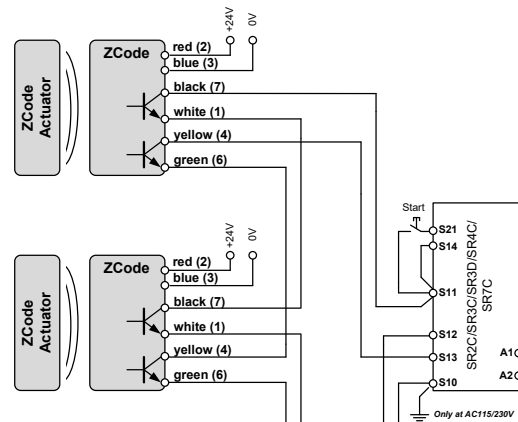 +24V
0V
ZCode
Actuator
ZCode
red (2)
blue (3)
black (7)
white (1)
yellow (4)
green (6)
+24V
0V
ZCode
Actuator
ZCode
red (2)
blue (3)
black (7)
white (1)
yellow (4)
green (6)
Start
S21
S14
S11
S12
S13
S10
SR2C/SR3C/SR3D/SR4C/
SR7C
A1
A2
Only at AC115/230V